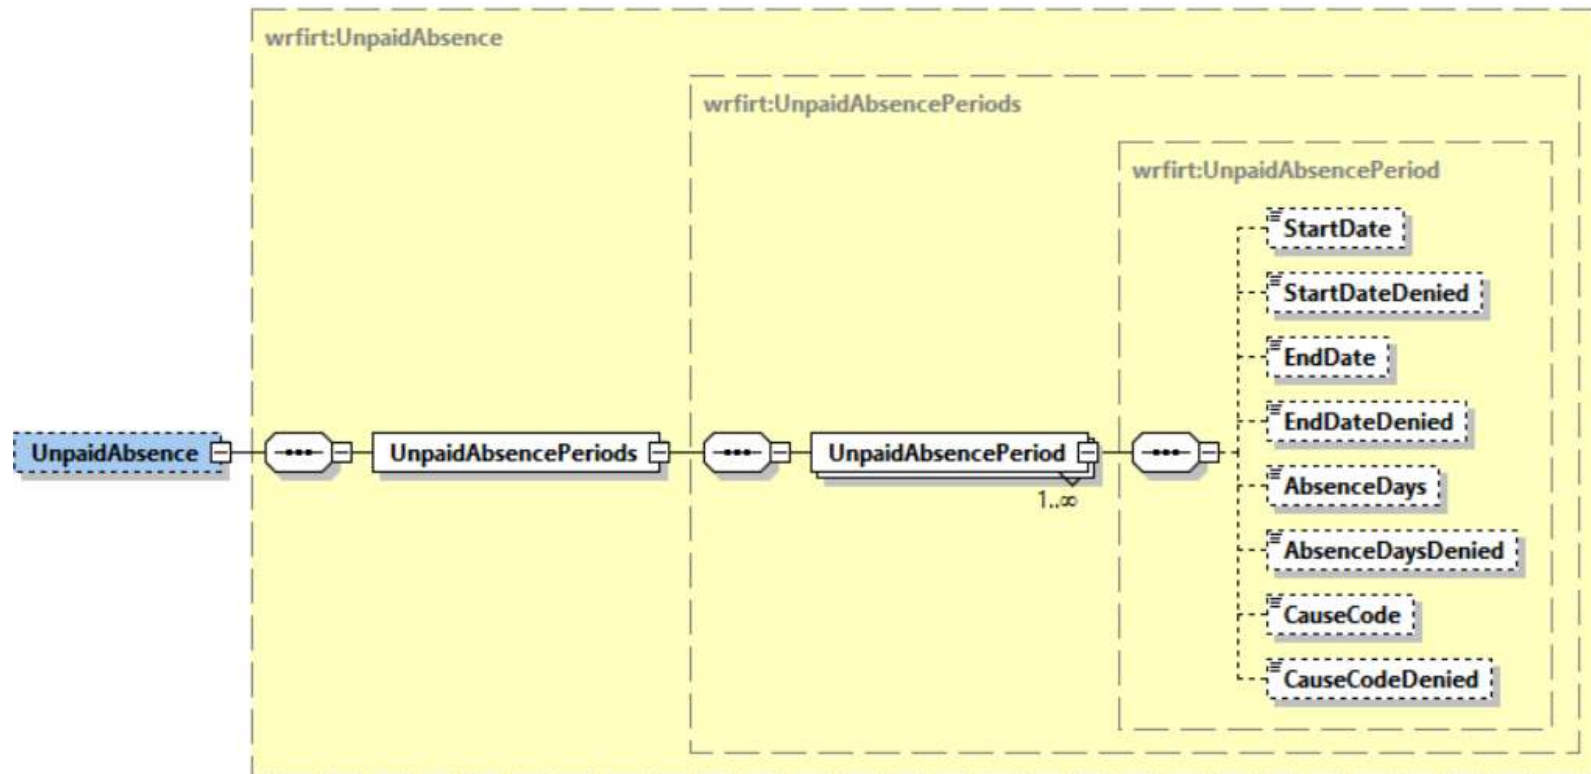 wrfirt:UnpaidAbsence
wrfirt:UnpaidAbsencePeriods
wrfirt:UnpaidAbsencePeriod
StartDate
StartDateDenied
EndDate
EndDateDenied
UnpaidAbsence
UnpaidAbsencePeriods
UnpaidAbsencePeriod
1..∞
AbsenceDays
AbsenceDaysDenied
CauseCode
CauseCodeDenied